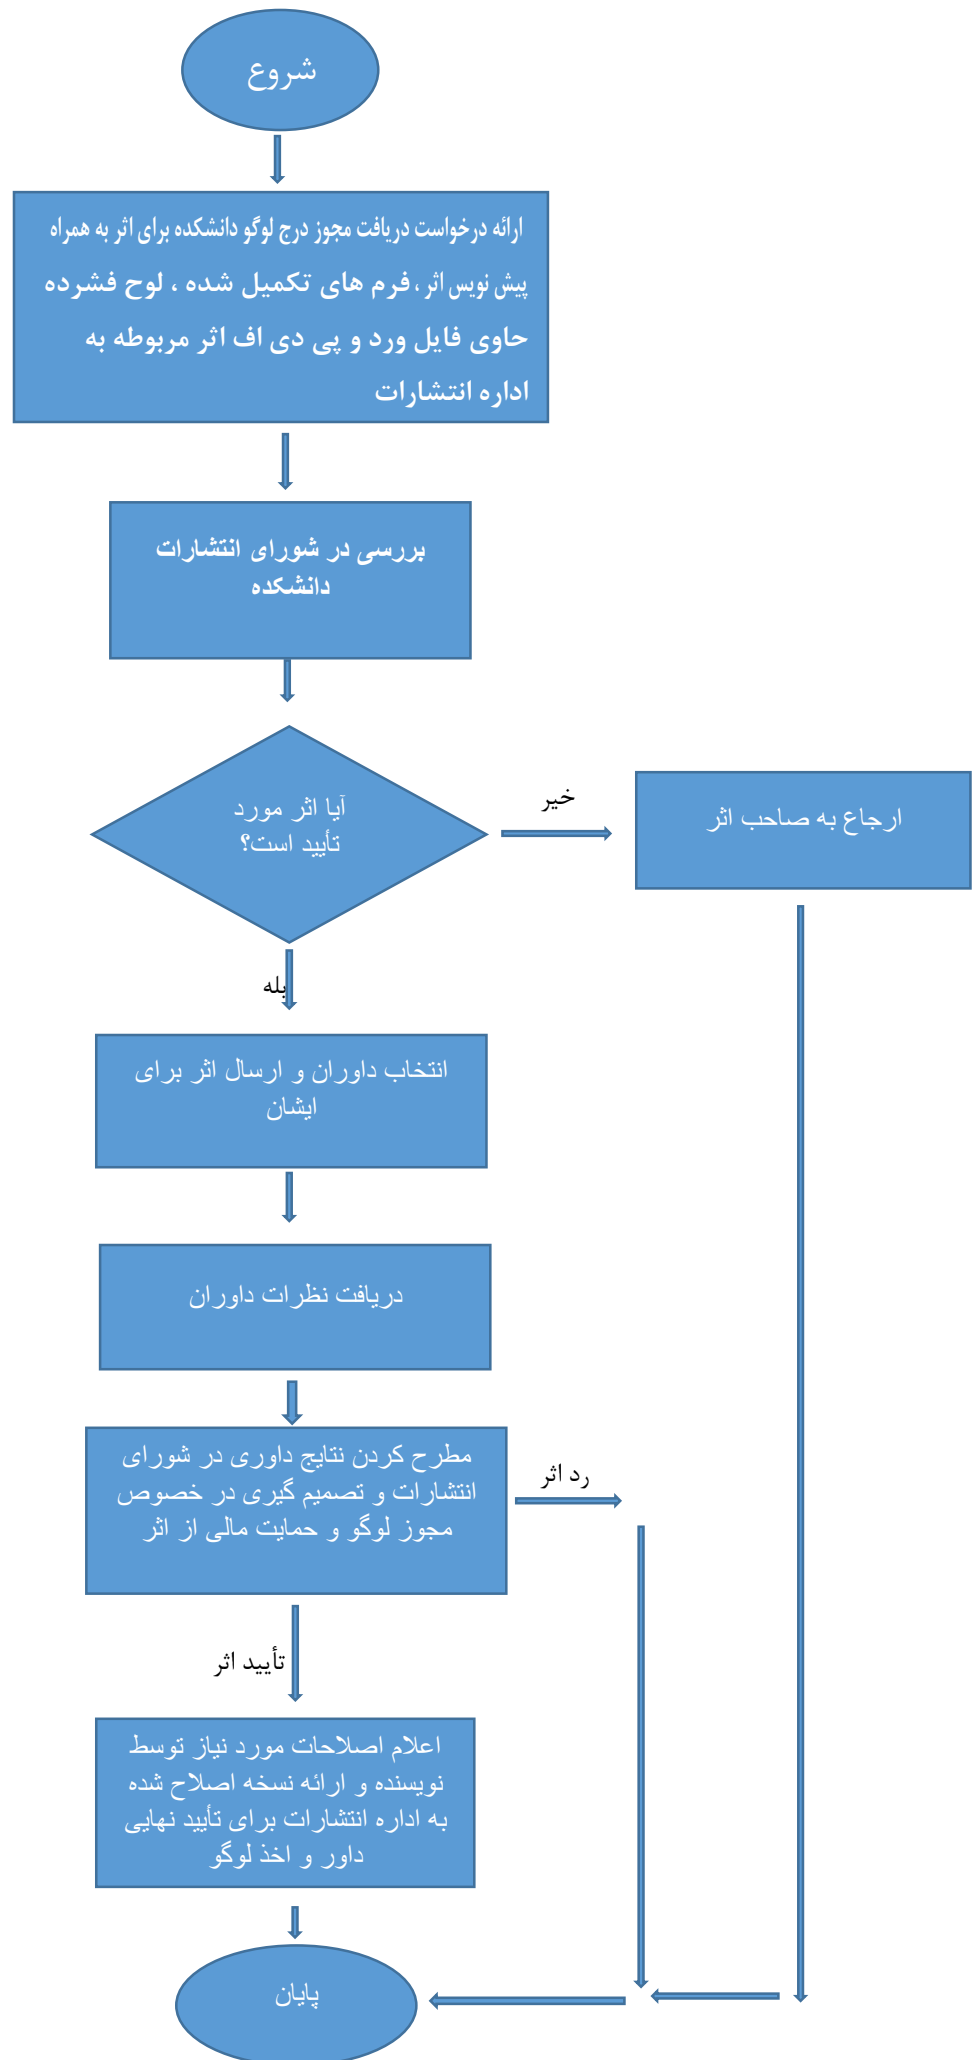 شروع
ارائه درخواست دریافت مجوز درج لوگو دانشکده برای اثر به همراه
پیش نویس اثر ، فرم های تکمیل شده ، لوح فشرده
حاوی فایل ورد و پی دی اف اثر مربوطه به
اداره انتشارات
بررسی در شورای انتشارات
دانشکده
آیا اثر مورد
تأیید است؟
خیر
ارجاع به صاحب اثر
بله
انتخاب داوران و ارسال اثر برای
ایشان
دریافت نظرات داوران
مطرح کردن نتایج داوری در شورای
انتشارات و تصمیم گیری در خصوص
مجوز لوگو و حمایت مالی از اثر
رد اثر
تأیید اثر
اعلام اصلاحات مورد نیاز توسط
نویسنده و ارائه نسخه اصلاح شده
به اداره انتشارات برای تأیید نهایی
داور و اخذ لوگو
پایان